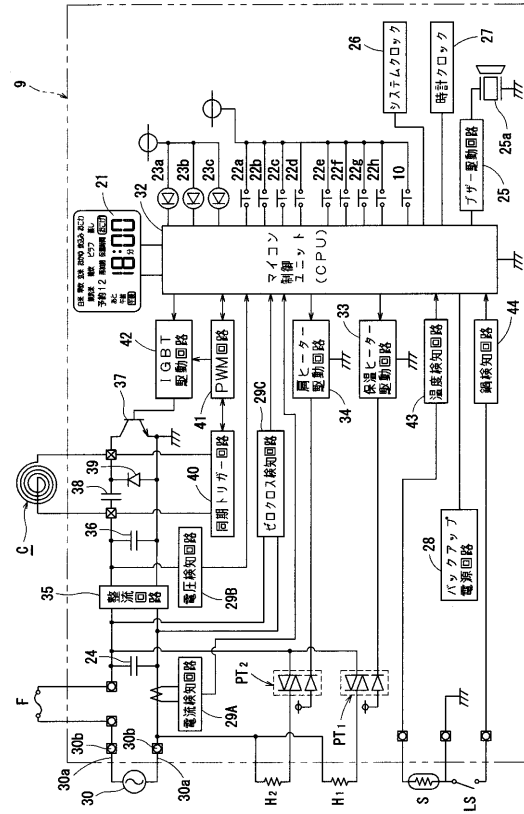 9
C
F
24
30
30a
30b
30b
30a
35
整流回路
36
38
39
37
電流検知回路
29A
電圧検知回路
29B
同期トリガー回路
40
PWM回路
41
IGBT
駆動回路
42
ゼロクロス検知回路
29C
21
予約12
18:00
マイコン
制御
ユニット
(CPU)
32
23a
23b
23c
22a
22b
22c
22d
22e
22f
22g
22h
10
システムクロック
26
時計クロック
27
ブザー駆動回路
25
25a
肩ヒーター
駆動回路
34
保温ヒーター
駆動回路
33
温度検知回路
43
鍋検知回路
44
バックアップ
電源回路
28
PT2
PT1
H2
H1
S
LS